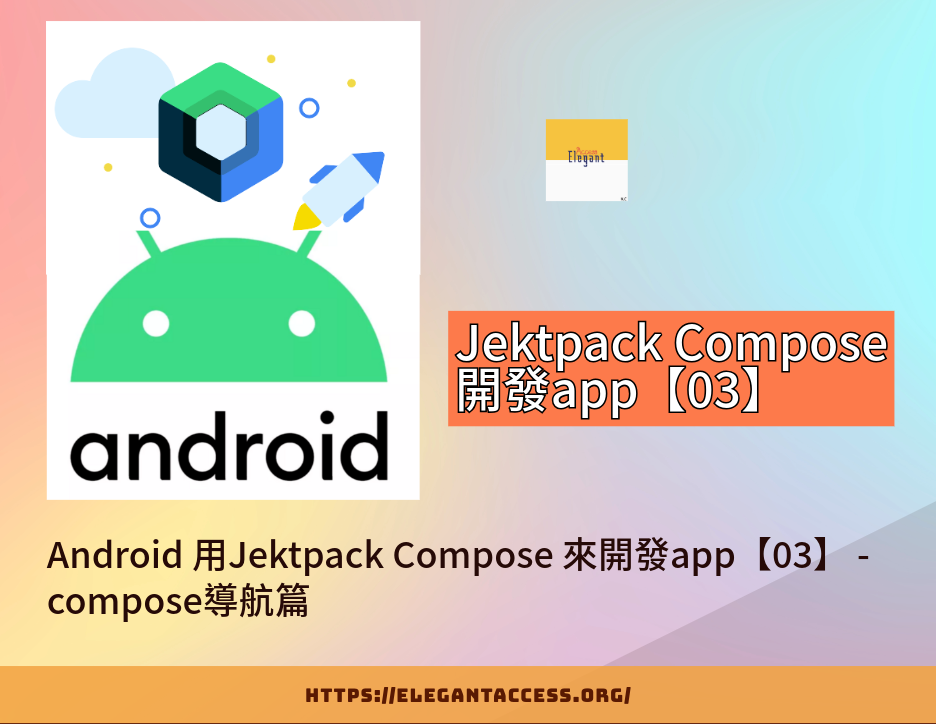 Access
Elegant
Jektpack Compose
開發app【03】
android
Android 用Jektpack Compose 來開發app【03】 -
compose導航篇
HTTPS://ELEGANTACCESS.ORG/